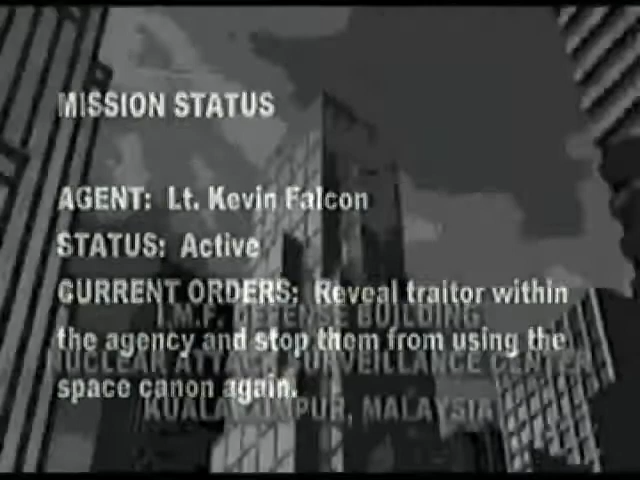 MISSION STATUS
AGENT: Lt. Kevin Falcon
STATUS: Active
CURRENT ORDERS: Reveal traitor within
I.M.F. DEFENSE BUILDING
the agency and stop them from using the
NUCLEAR ATTACK SURVEILLANCE CENTER
space canon again.
KUALA LUMPUR, MALAYSIA